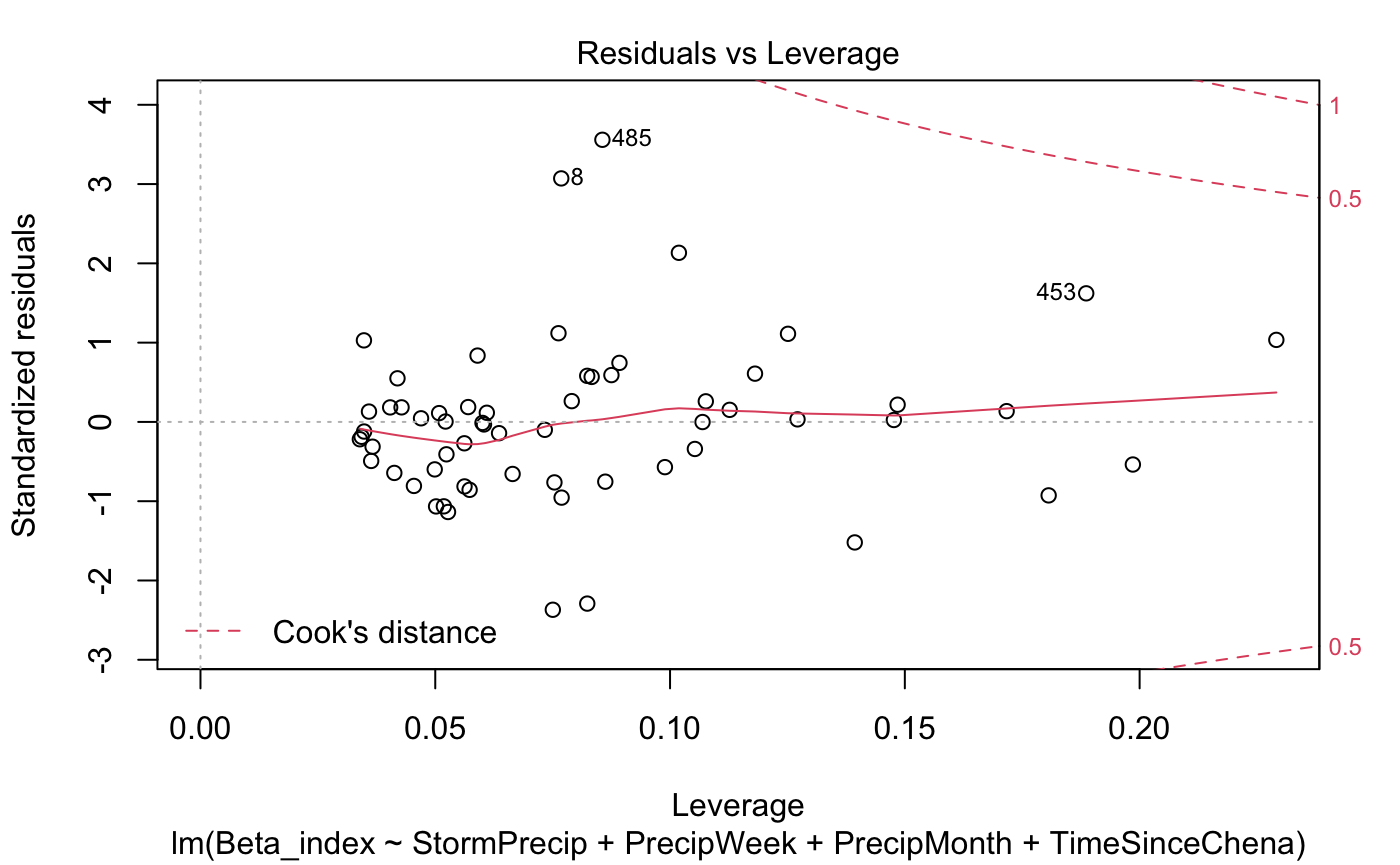 Residuals vs Leverage
Standardized residuals
4
3
2
1
0
-1
-2
-3
485
8
453
1
0.5
0.5
Cook's distance
0.00 0.05 0.10 0.15 0.20
Leverage
lm(Beta_index ~ StormPrecip + PrecipWeek + PrecipMonth + TimeSinceChena)